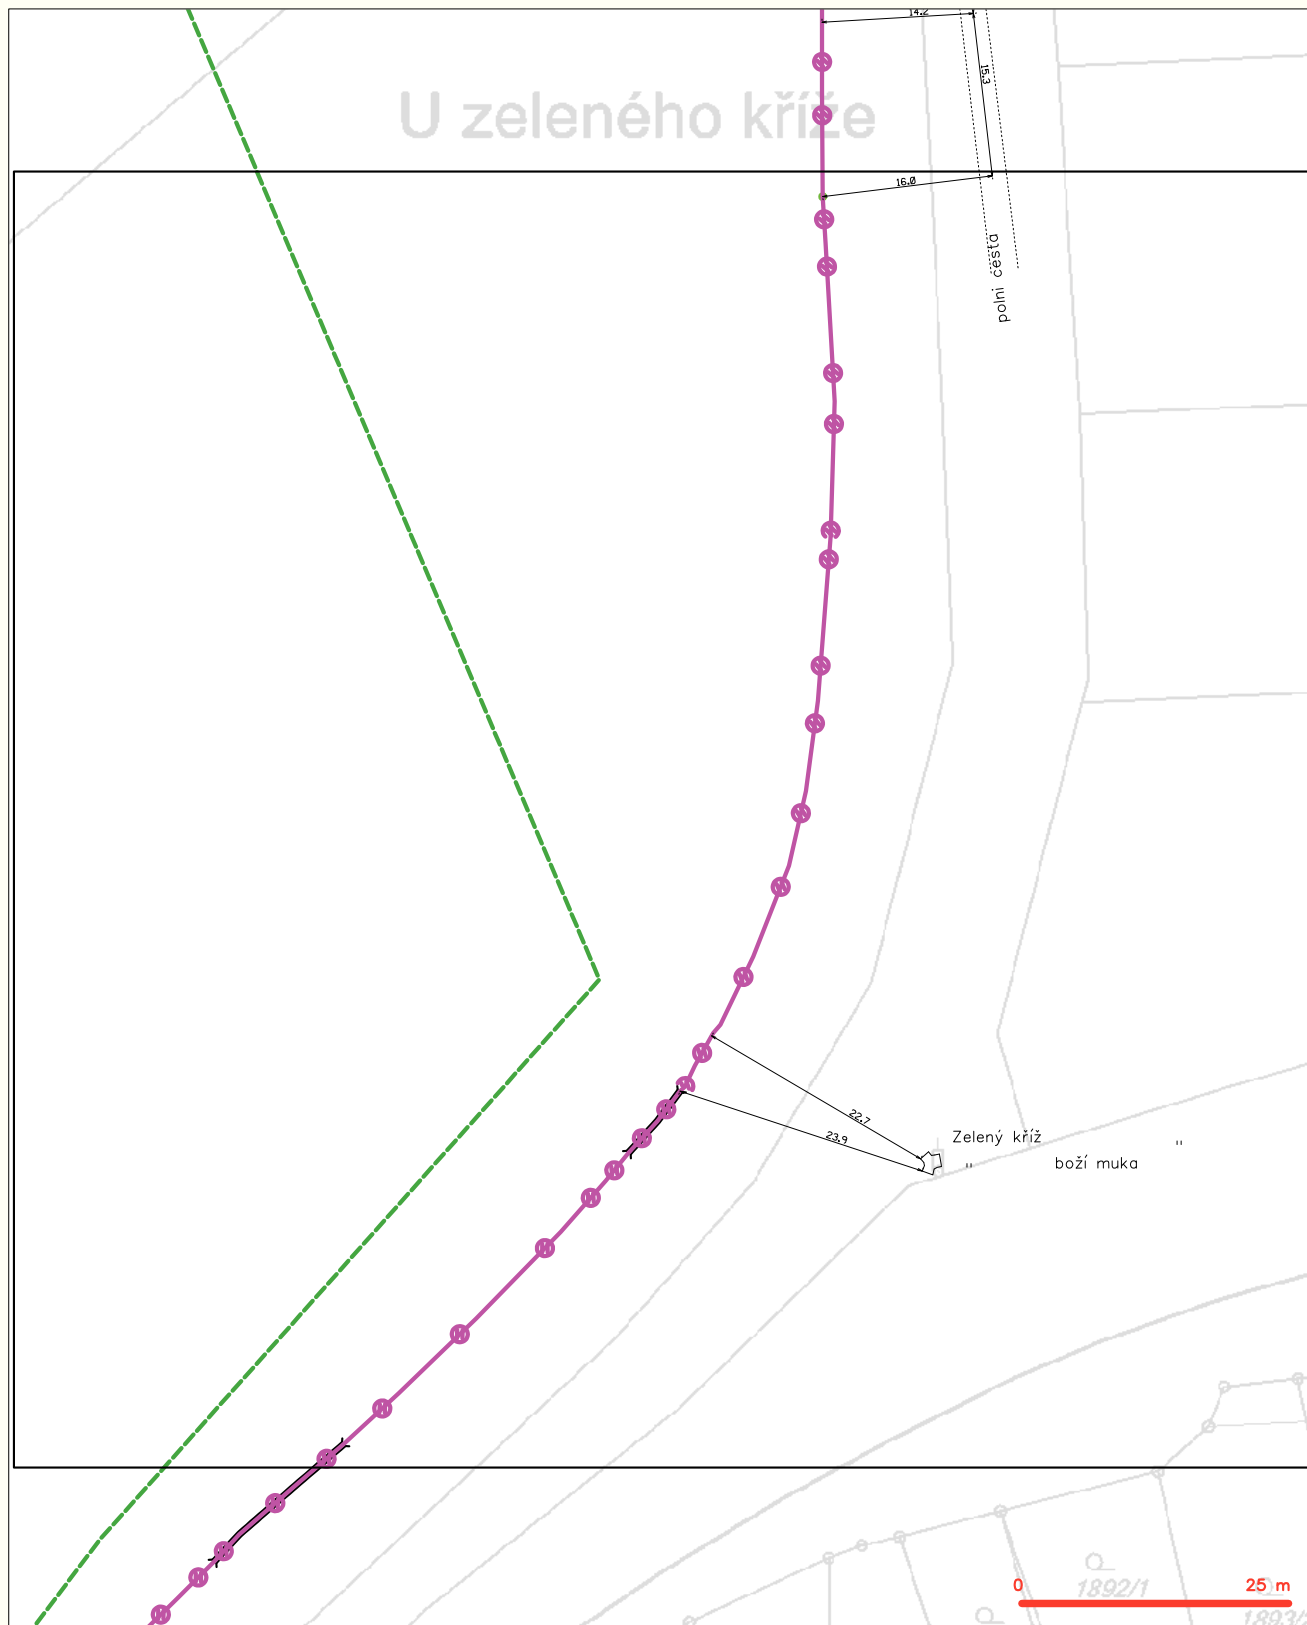 14.2
15.3
U zeleného kříže
16.0
polni cesta
22.7
23.9
Zelený kříž
"
"
boží muka
0
25 m
1892/1